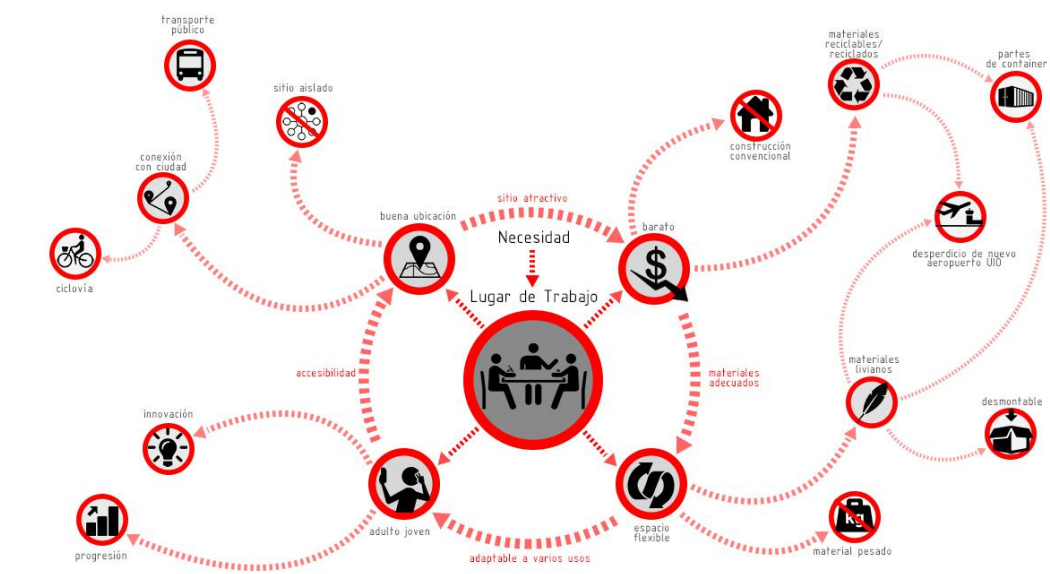 transporte
público
sitio aislado
conexión
con ciudad
ciclovía
buena ubicación
sitio atractivo
Necesidad
Lugar de Trabajo
barato
construcción
convencional
materiales
reciclables/
reciclados
partes
de container
desperdicio de nuevo
aeropuerto UIO
accesibilidad
materiales
adecuados
materiales
livianos
desmontable
innovación
progresión
adulto joven
adaptable a varios usos
espacio
flexible
kg
material pesado